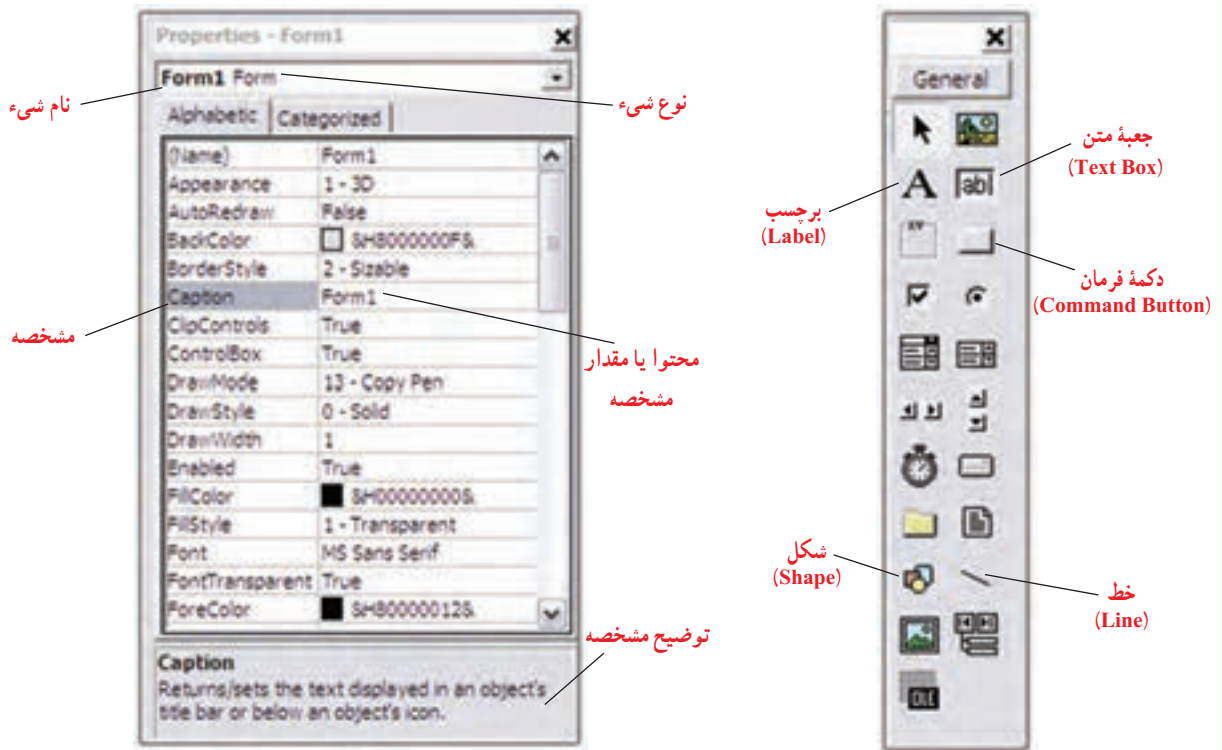 Properties - Form1
Form1 Form
نام شیء
نوع شیء
Alphabetic
Categorized
(Name) Form1
Appearance 1 - 3D
AutoRedraw False
BackColor &H8000000F&
BorderStyle 2 - Sizable
Caption Form1
ClipControls True
ControlBox True
DrawMode 13 - Copy Pen
DrawStyle 0 - Solid
DrawWidth 1
Enabled True
FillColor &H00000000&
FillStyle 1 - Transparent
Font MS Sans Serif
FontTransparent True
ForeColor &H80000012&
مشخصه
محتوا یا مقدار
مشخصه
توضیح مشخصه
Caption
Returns/sets the text displayed in an object's
title bar or below an object's icon.
General
جعبهٔ متن
(Text Box)
برچسب
(Label)
A
ab
XY
دکمهٔ فرمان
(Command Button)
شکل
(Shape)
خط
(Line)
OLE